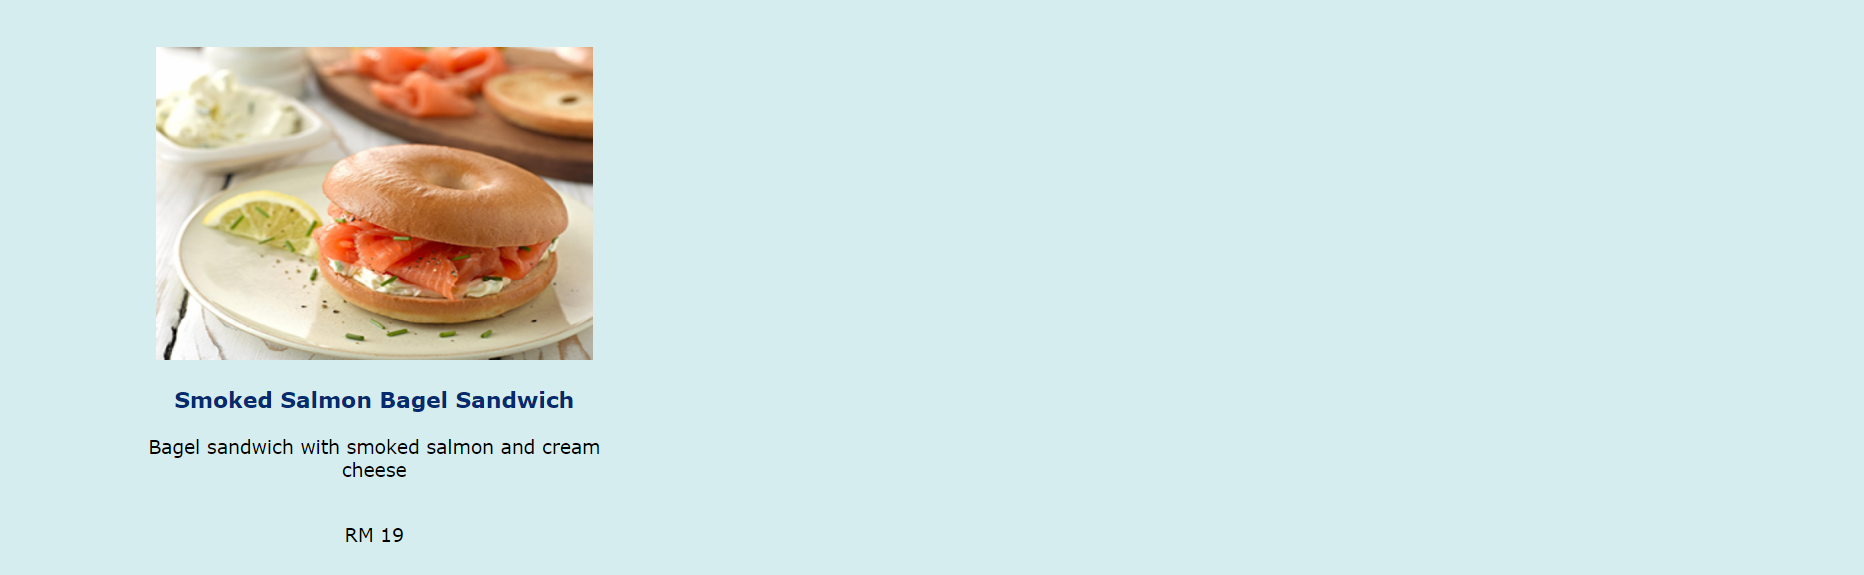 Smoked Salmon Bagel Sandwich
Bagel sandwich with smoked salmon and cream
cheese
RM 19